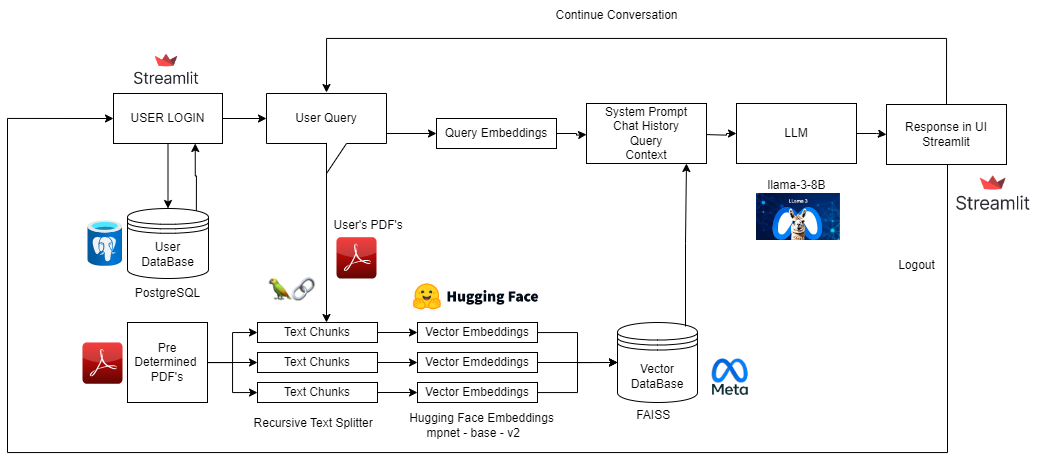 Continue Conversation
Streamlit
USER LOGIN
User Query
Query Embeddings
System Prompt
Chat History
Query
Context
LLM
Response in UI
Streamlit
llama-3-8B
LLama 3
Streamlit
User's PDF's
User
DataBase
PostgreSQL
Logout
Hugging Face
Pre
Determined
PDF's
Text Chunks
Text Chunks
Text Chunks
Vector Embeddings
Vector Embeddings
Vector Embeddings
Vector
DataBase
Meta
FAISS
Recursive Text Splitter
Hugging Face Embeddings
mpnet - base - v2